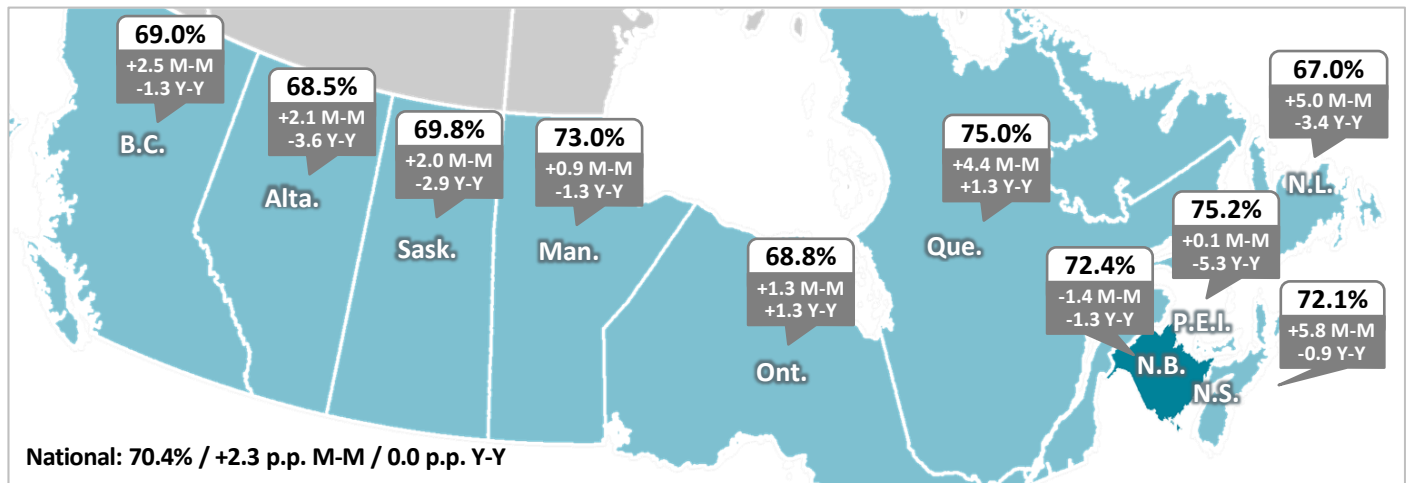 69.0%
+2.5 M-M
-1.3 Y-Y
B.C.
68.5%
+2.1 M-M
-3.6 Y-Y
Alta.
69.8%
+2.0 M-M
-2.9 Y-Y
Sask.
73.0%
+0.9 M-M
-1.3 Y-Y
Man.
68.8%
+1.3 M-M
+1.3 Y-Y
Ont.
75.0%
+4.4 M-M
+1.3 Y-Y
Que.
67.0%
+5.0 M-M
-3.4 Y-Y
N.L.
75.2%
+0.1 M-M
-5.3 Y-Y
P.E.I.
72.4%
-1.4 M-M
-1.3 Y-Y
N.B.
72.1%
+5.8 M-M
-0.9 Y-Y
N.S.
National: 70.4% / +2.3 p.p. M-M / 0.0 p.p. Y-Y